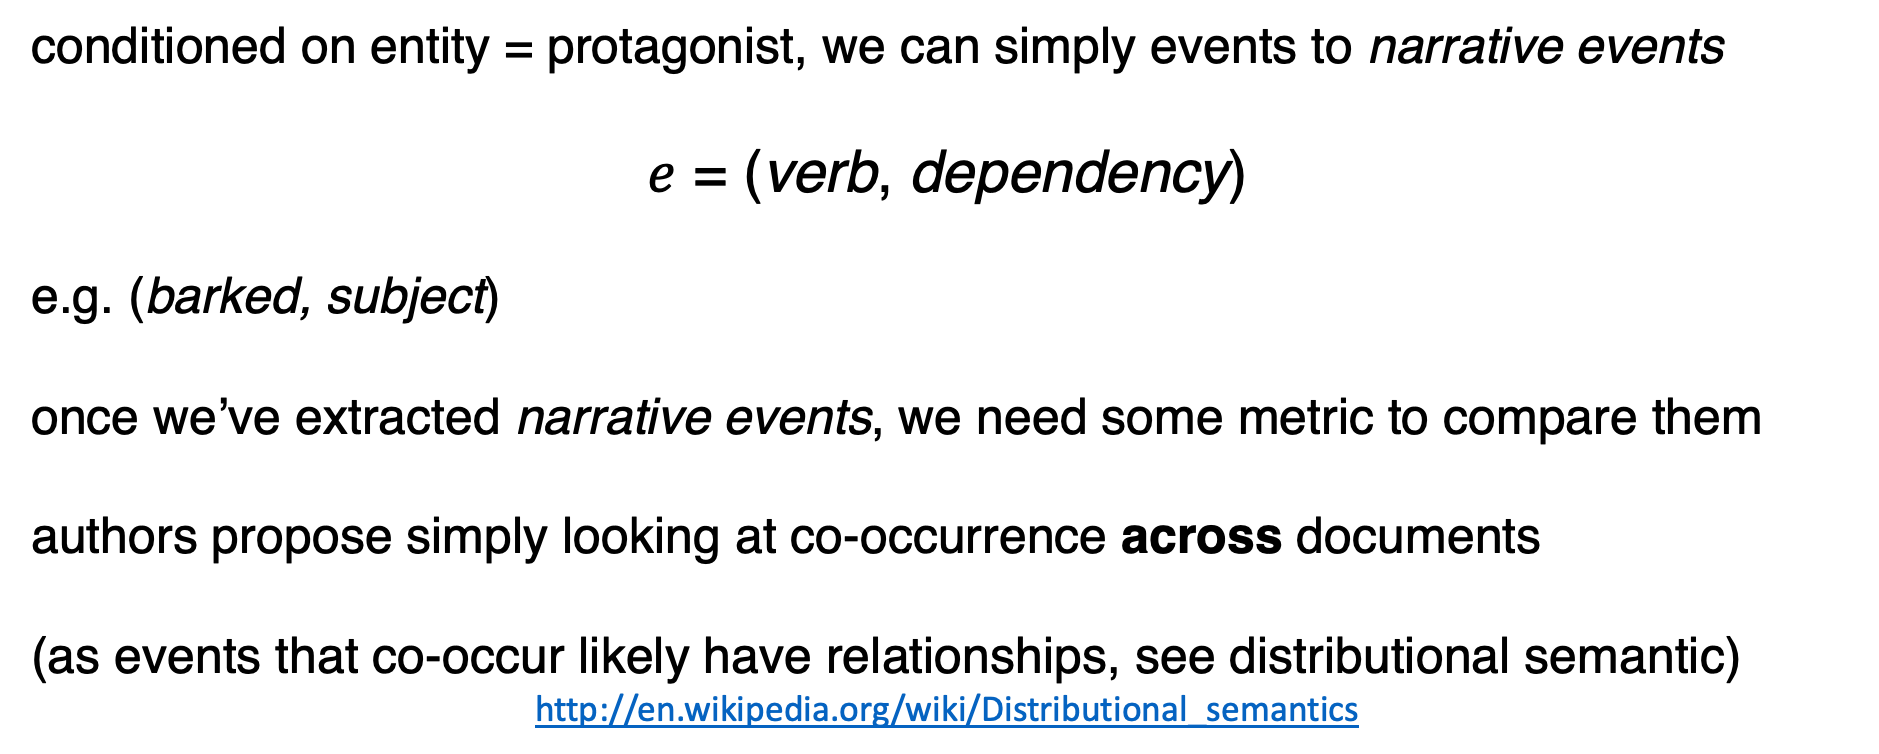 conditioned on entity = protagonist, we can simply events to narrative events
e = (verb, dependency)
e.g. (barked, subject)
once we’ve extracted narrative events, we need some metric to compare them
authors propose simply looking at co-occurrence across documents
(as events that co-occur likely have relationships, see distributional semantic)
http://en.wikipedia.org/wiki/Distributional_semantics